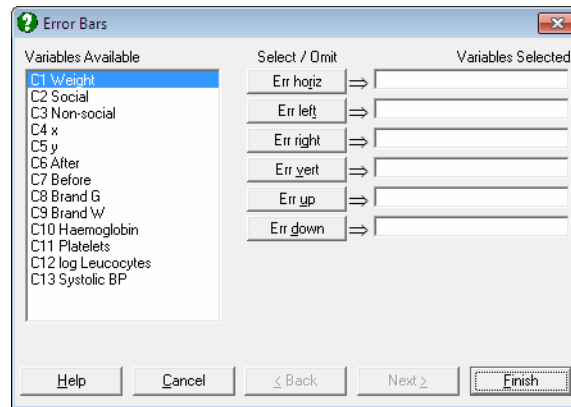 Error Bars
Variables Available
Select / Omit
Variables Selected
C1 Weight
C2 Social
C3 Non-social
C4 x
C5 y
C6 After
C7 Before
C8 Brand G
C9 Brand W
C10 Haemoglobin
C11 Platelets
C12 log Leucocytes
C13 Systolic BP
Err horiz
Err left
Err right
Err vert
Err up
Err down
Help
Cancel
< Back
Next >
Finish